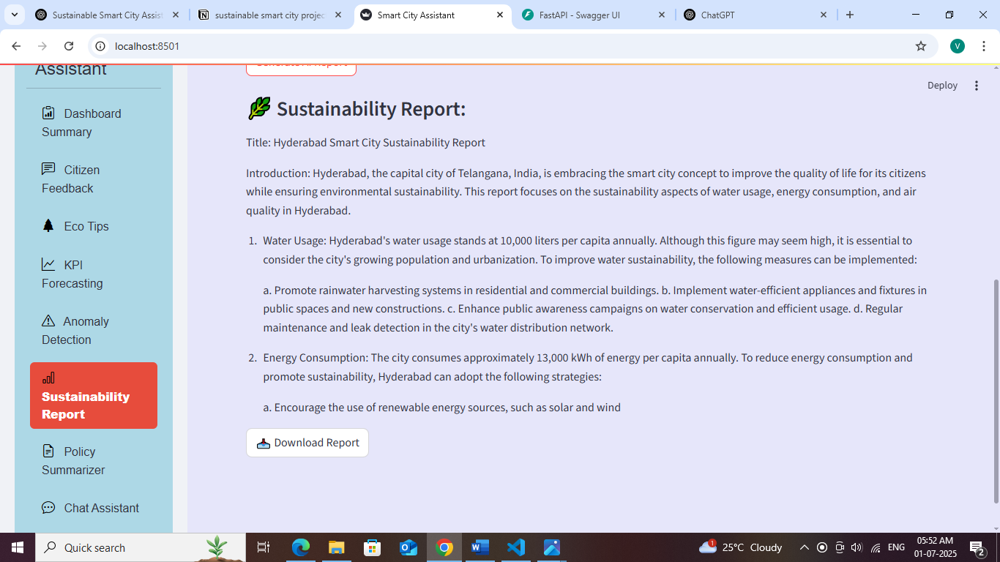 Sustainable Smart City Assis
sustainable smart city projec
Smart City Assistant
FastAPI - Swagger UI
ChatGPT
localhost:8501
V
Assistant
Dashboard
Summary
Citizen
Feedback
Eco Tips
KPI
Forecasting
Anomaly
Detection
Sustainability
Report
Policy
Summarizer
Chat Assistant
Deploy
Sustainability Report:
Title: Hyderabad Smart City Sustainability Report
Introduction: Hyderabad, the capital city of Telangana, India, is embracing the smart city concept to improve the quality of life for its citizens
while ensuring environmental sustainability. This report focuses on the sustainability aspects of water usage, energy consumption, and air
quality in Hyderabad.
1. Water Usage: Hyderabad's water usage stands at 10,000 liters per capita annually. Although this figure may seem high, it is essential to
consider the city's growing population and urbanization. To improve water sustainability, the following measures can be implemented:
a. Promote rainwater harvesting systems in residential and commercial buildings. b. Implement water-efficient appliances and fixtures in
public spaces and new constructions. c. Enhance public awareness campaigns on water conservation and efficient usage. d. Regular
maintenance and leak detection in the city's water distribution network.
2. Energy Consumption: The city consumes approximately 13,000 kWh of energy per capita annually. To reduce energy consumption and
promote sustainability, Hyderabad can adopt the following strategies:
a. Encourage the use of renewable energy sources, such as solar and wind
Download Report
Quick search
1
25°C Cloudy
ENG
05:52 AM
01-07-2025
2